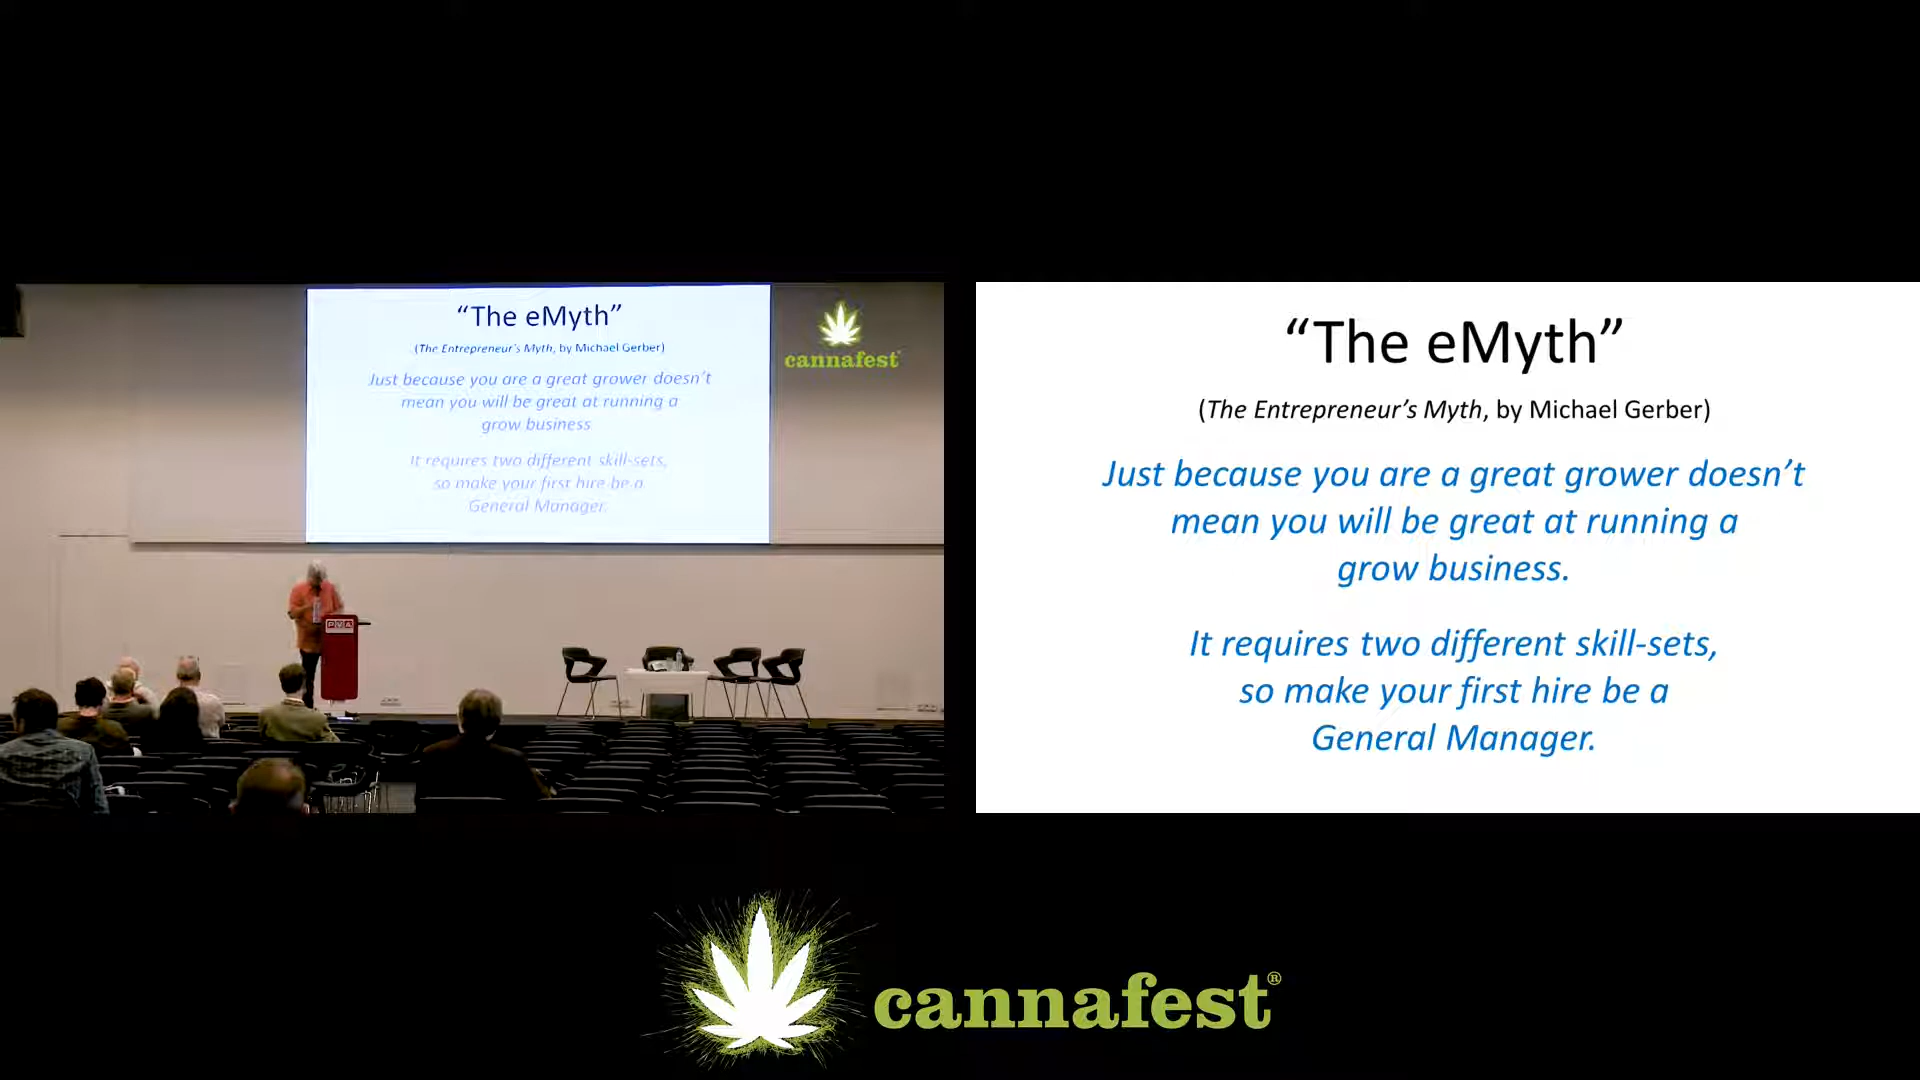 “The eMyth”
(The Entrepreneur’s Myth, by Michael Gerber)
Just because you are a great grower doesn’t
mean you will be great at running a
grow business
It requires two different skill-sets,
so make your first hire be a
General Manager.
cannafest
PVA
“The eMyth”
(The Entrepreneur’s Myth, by Michael Gerber)
Just because you are a great grower doesn’t
mean you will be great at running a
grow business.
It requires two different skill-sets,
so make your first hire be a
General Manager.
cannafest®